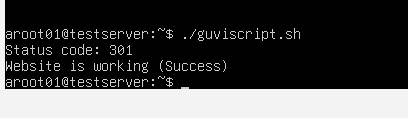 aroot01@testserver:~$ ./guviscript.sh
Status code: 301
Website is working (Success)
aroot01@testserver:~$ _